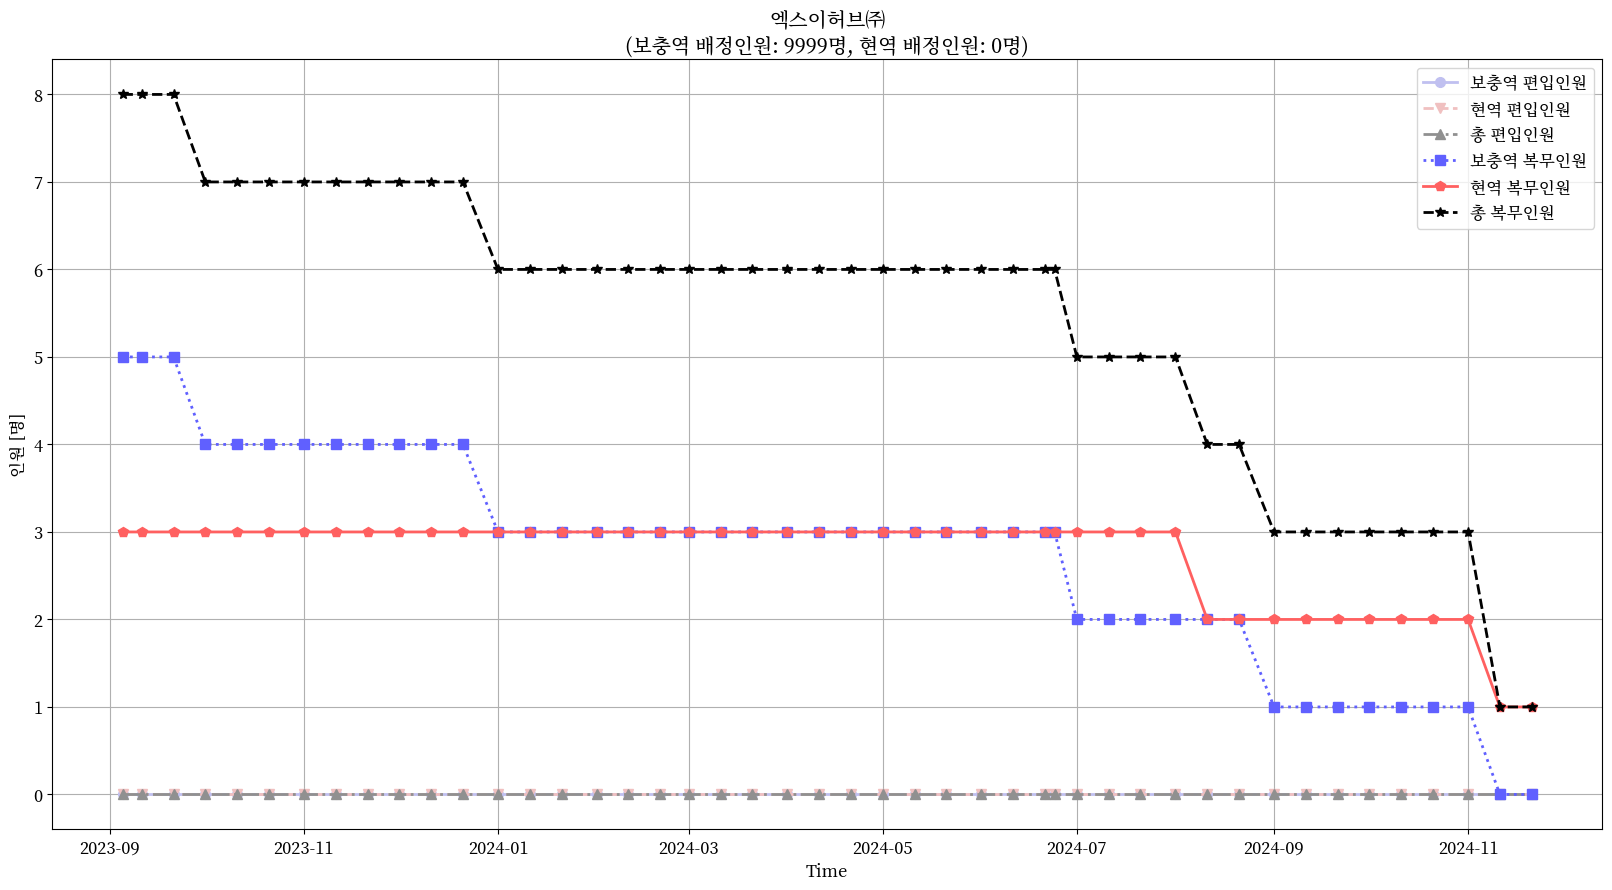 엑스이허브㈜
(보충역 배정인원: 9999명, 현역 배정인원: 0명)
보충역 편입인원
현역 편입인원
총 편입인원
보충역 복무인원
현역 복무인원
총 복무인원
인원 [명]
8
7
6
5
4
3
2
1
0
2023-09
2023-11
2024-01
2024-03
2024-05
2024-07
2024-09
2024-11
Time